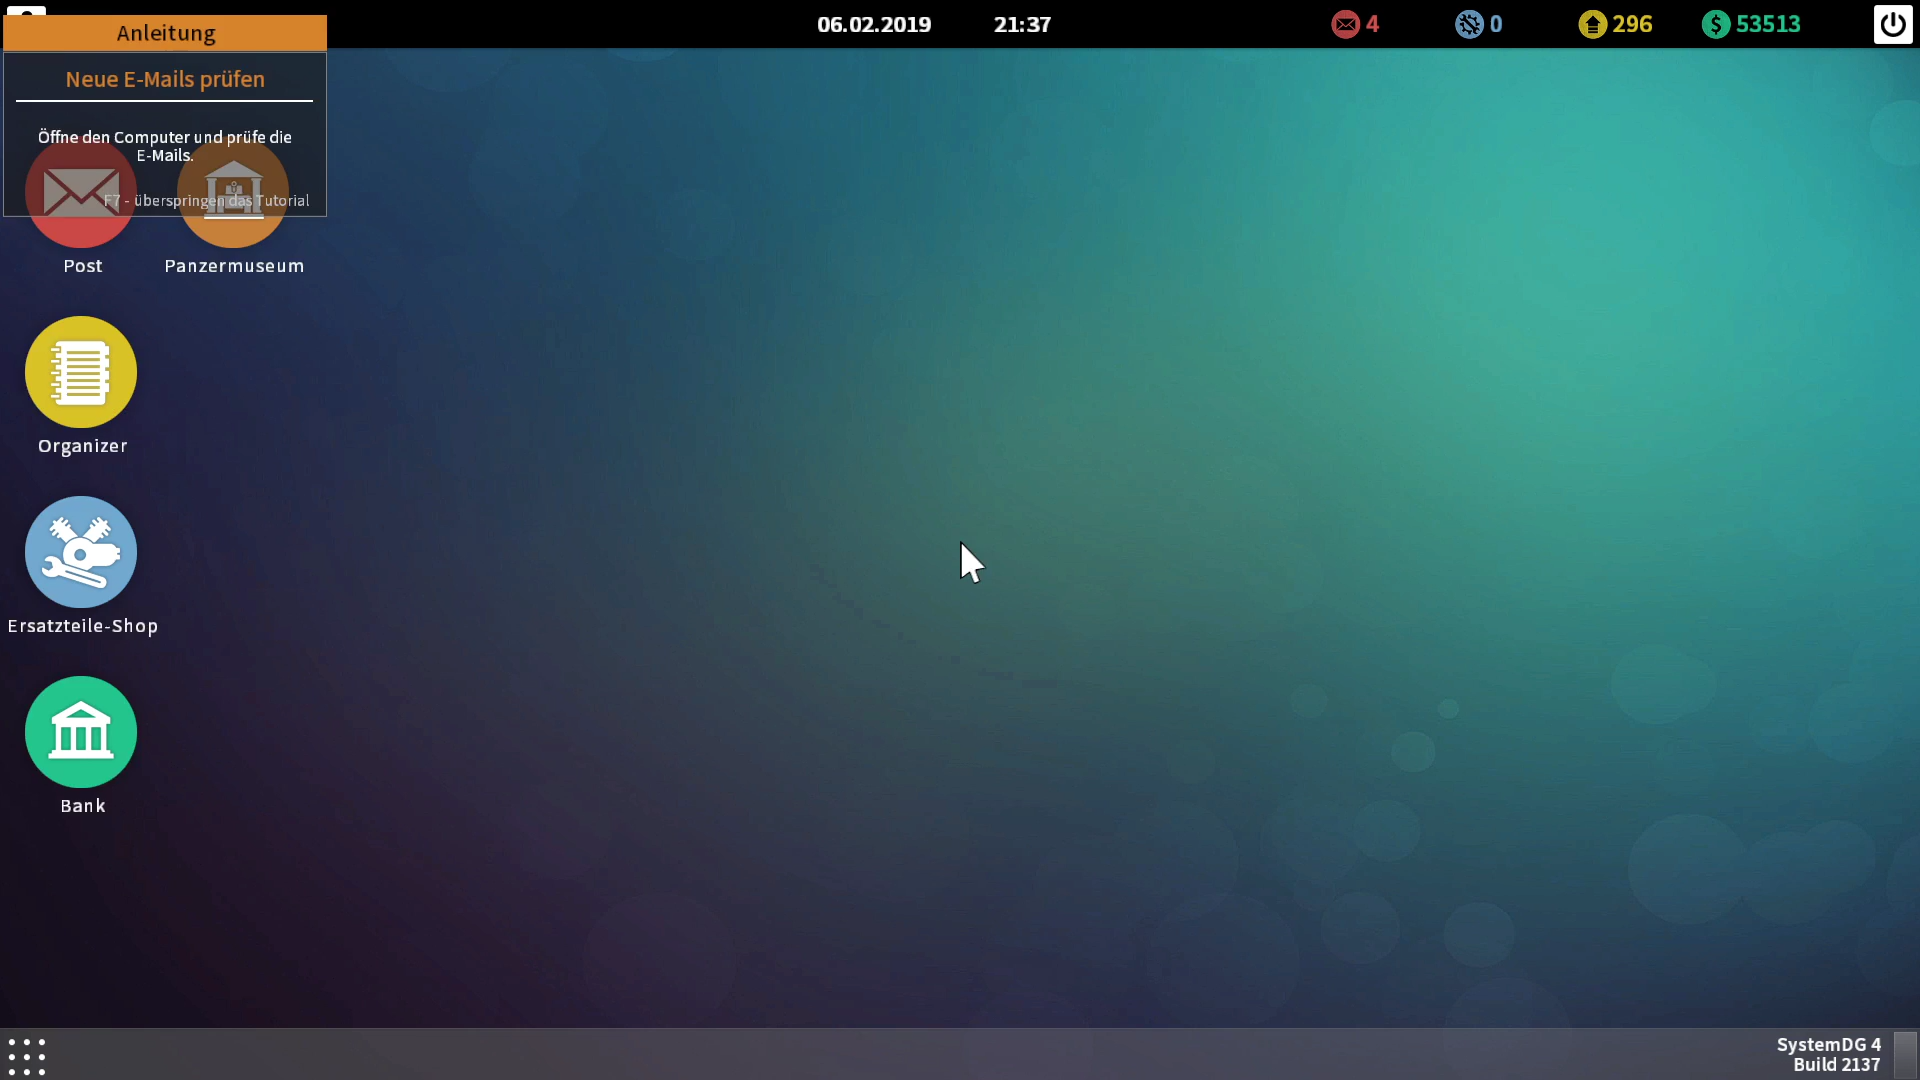 06.02.2019 21:37 4 0 296 53513
Anleitung
Neue E-Mails prüfen
Öffne den Computer und prüfe die
E-Mails.
F7 - überspringen das Tutorial
Post Panzermuseum
Organizer
Ersatzteile-Shop
Bank
SystemDG 4
Build 2137